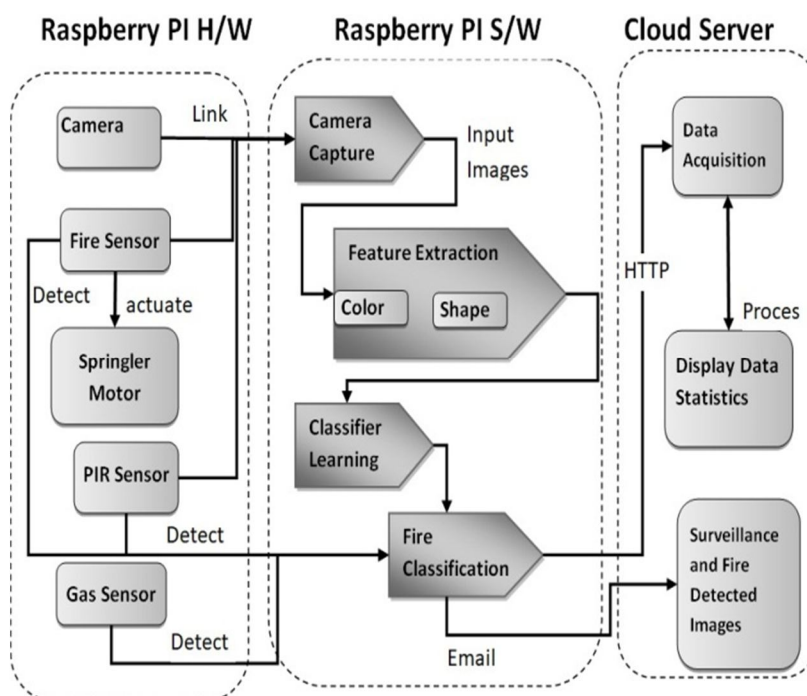 Raspberry PI H/W
Raspberry PI S/W
Cloud Server
Camera
Link
Fire Sensor
Detect
actuate
Springler
Motor
PIR Sensor
Detect
Gas Sensor
Detect
Camera
Capture
Input
Images
Feature Extraction
Color
Shape
Classifier
Learning
Fire
Classification
Email
HTTP
Data
Acquisition
Proces
Display Data
Statistics
Surveillance
and Fire
Detected
Images